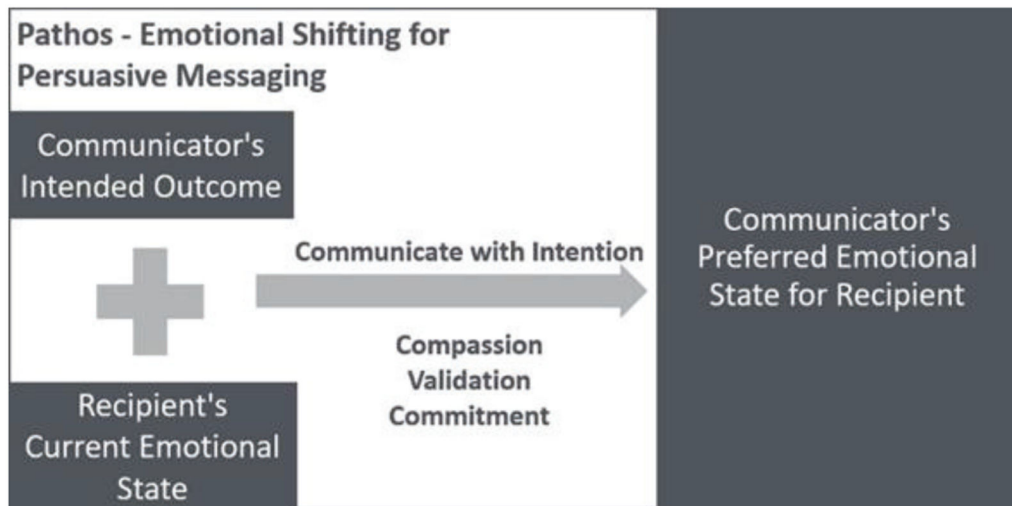 Pathos - Emotional Shifting for
Persuasive Messaging
Communicator's
Intended Outcome
Communicate with Intention
Compassion
Validation
Commitment
Recipient's
Current Emotional
State
Communicator's
Preferred Emotional
State for Recipient